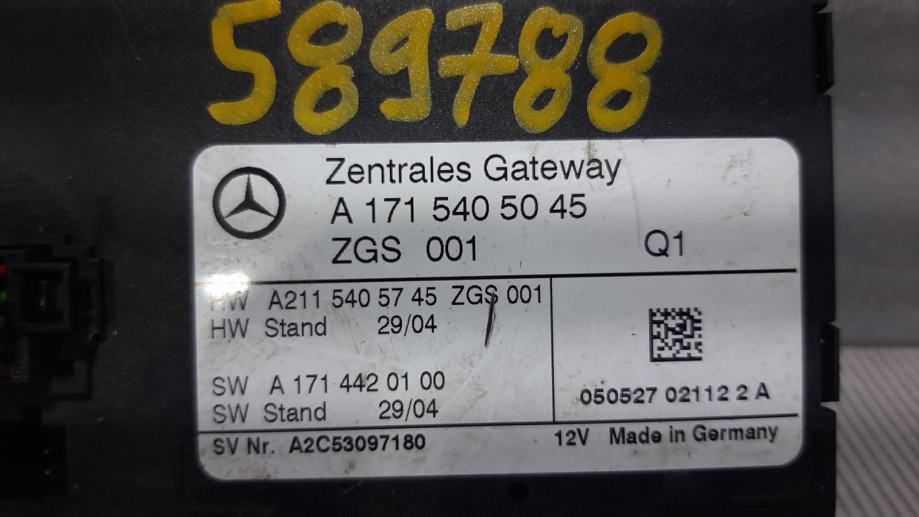 589788
Zentrales Gateway
A 171 540 50 45
ZGS 001 Q1
HW A211 540 57 45 ZGS 001
HW Stand 29/04
SW A 171 442 01 00
SW Stand 29/04
050527 02112 2 A
SV Nr. A2C53097180 12V Made in Germany